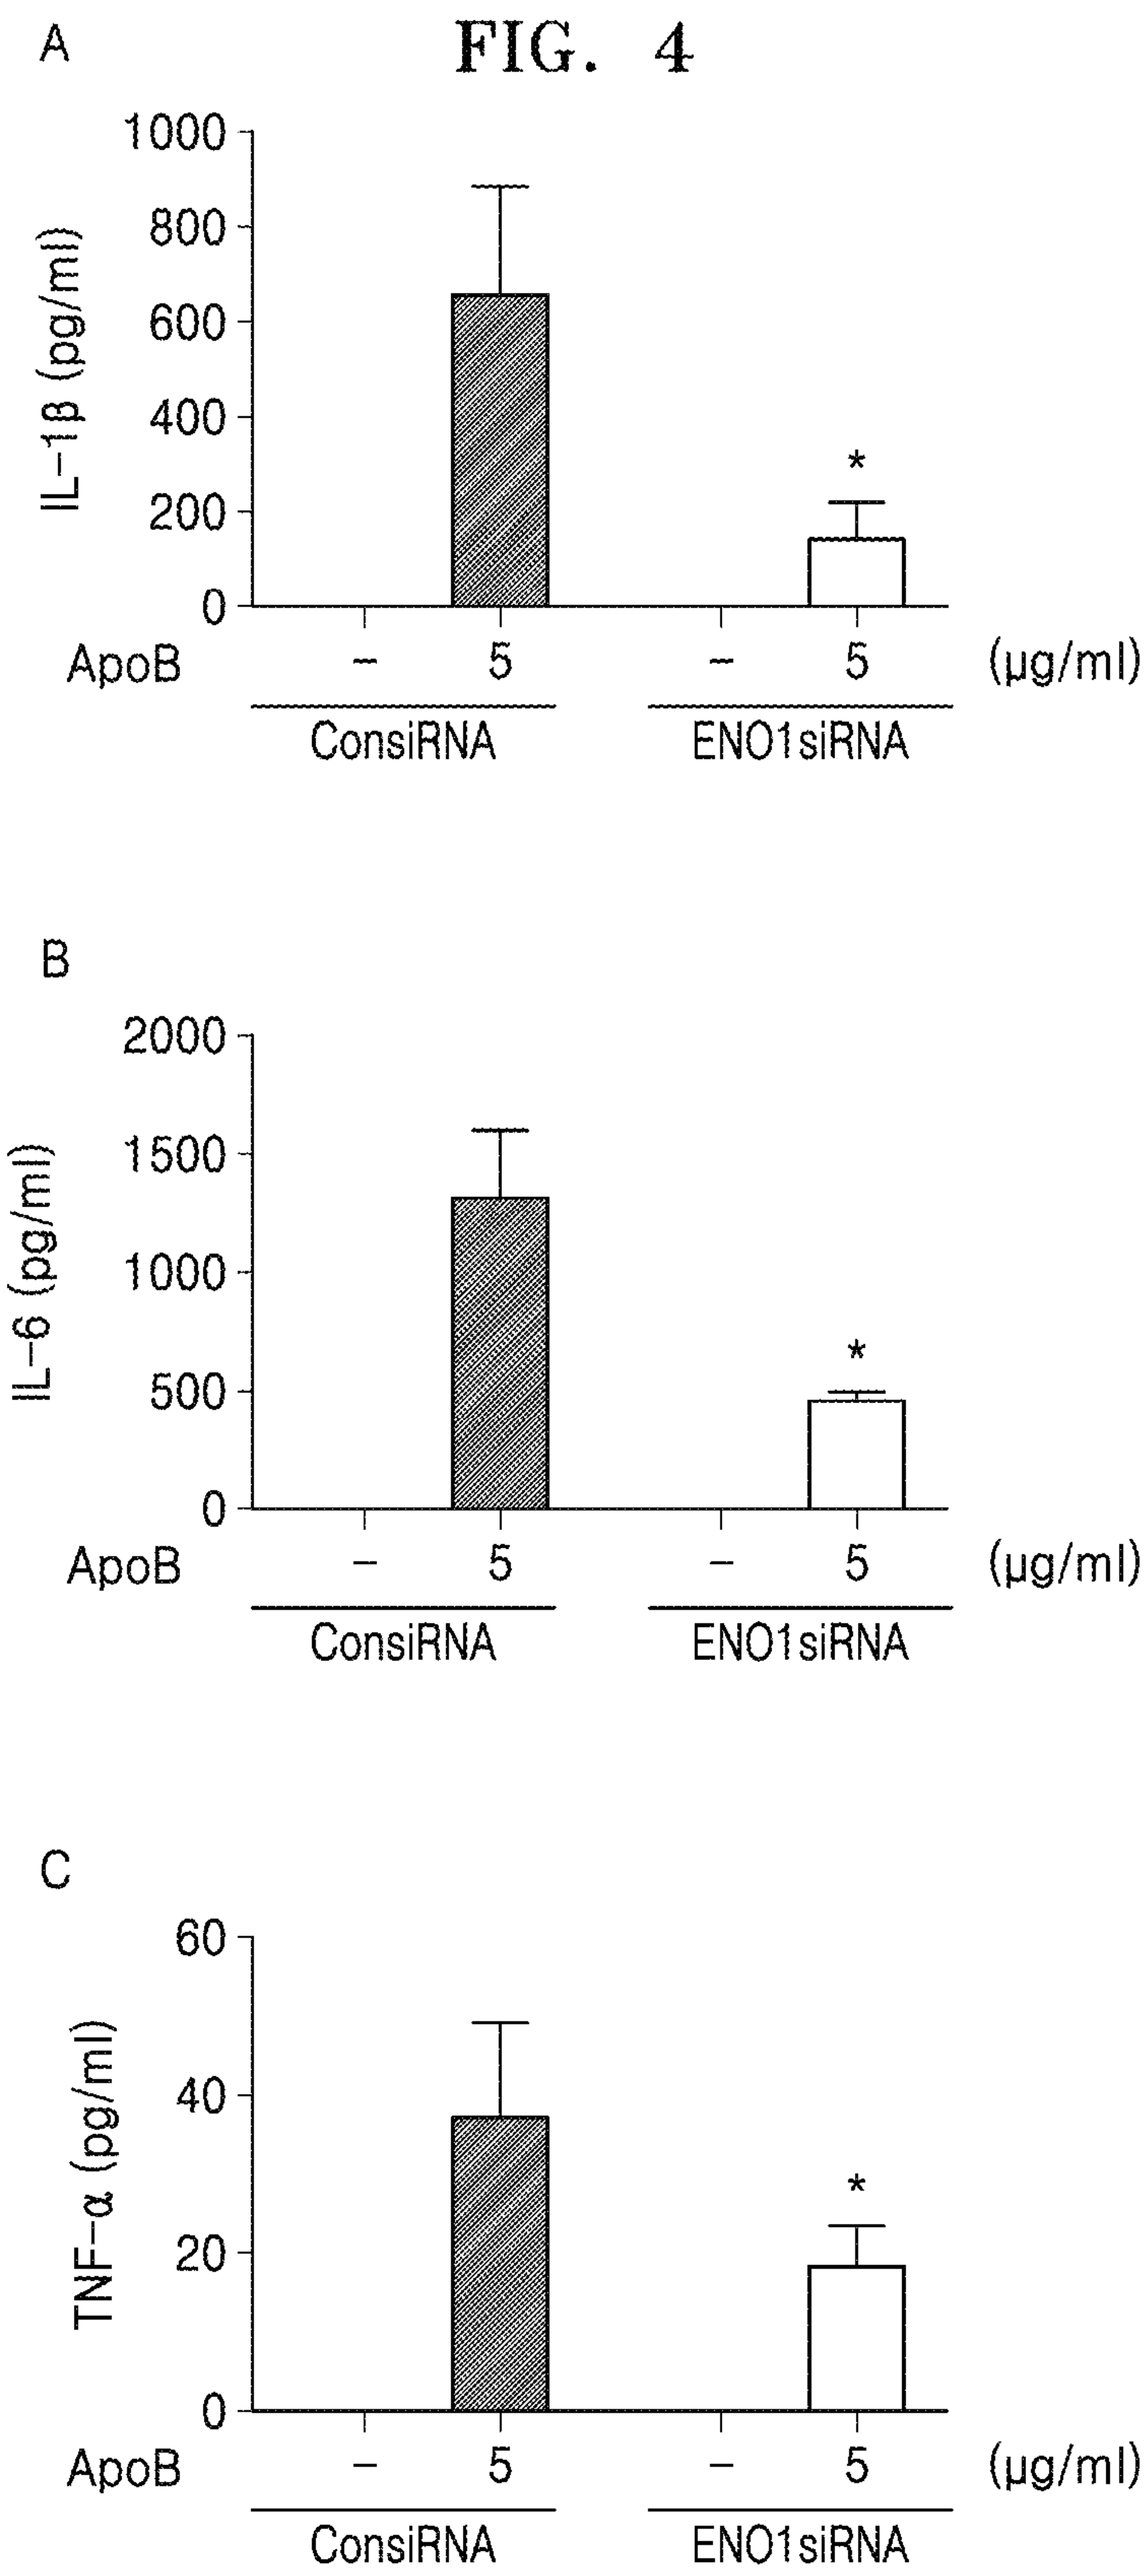 A
FIG. 4
IL-1β (pg/ml)
1000
800
600
400
200
0
*
ApoB - 5 - 5 (μg/ml)
ConsiRNA ENO1siRNA
B
IL-6 (pg/ml)
2000
1500
1000
500
0
*
ApoB - 5 - 5 (μg/ml)
ConsiRNA ENO1siRNA
C
TNF-α (pg/ml)
60
40
20
0
*
ApoB - 5 - 5 (μg/ml)
ConsiRNA ENO1siRNA